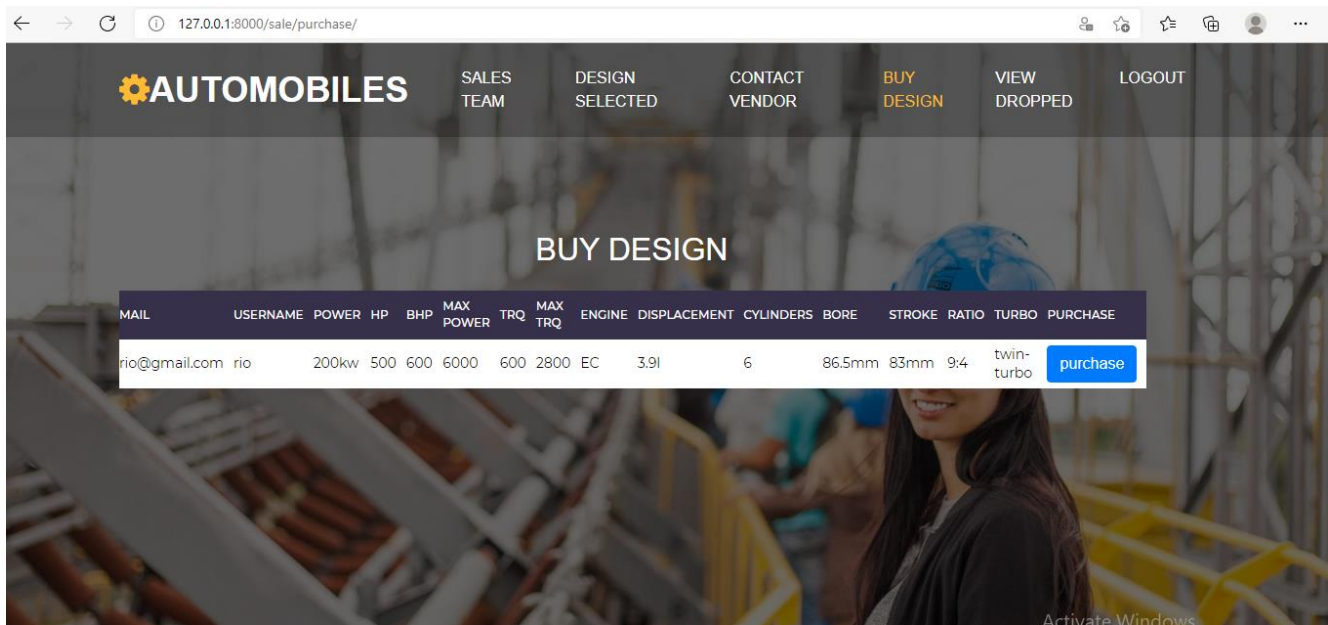 127.0.0.1:8000/sale/purchase/
AUTOMOBILES
SALES TEAM
DESIGN SELECTED
CONTACT VENDOR
BUY DESIGN
VIEW DROPPED
LOGOUT
BUY DESIGN
MAIL USERNAME POWER HP BHP MAX POWER TRQ MAX TRQ ENGINE DISPLACEMENT CYLINDERS BORE STROKE RATIO TURBO PURCHASE
rio@gmail.com rio 200kw 500 600 6000 600 2800 EC 3.9l 6 86.5mm 83mm 9:4 twin-turbo purchase
Activate Windows